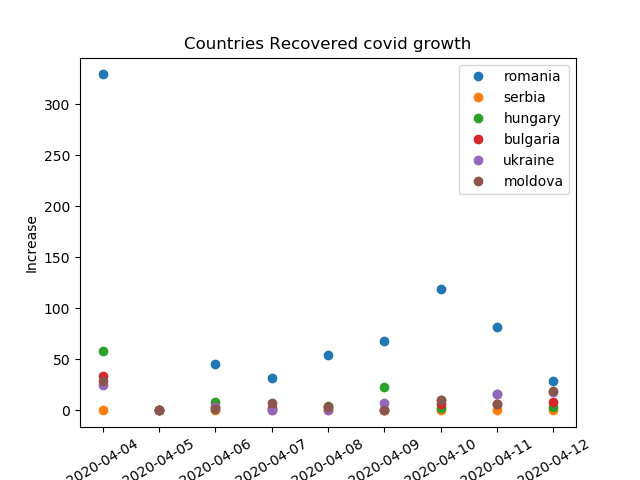 Countries Recovered covid growth
romania
serbia
hungary
bulgaria
ukraine
moldova
Increase
300
250
200
150
100
50
0
2020-04-04
2020-04-05
2020-04-06
2020-04-07
2020-04-08
2020-04-09
2020-04-10
2020-04-11
2020-04-12